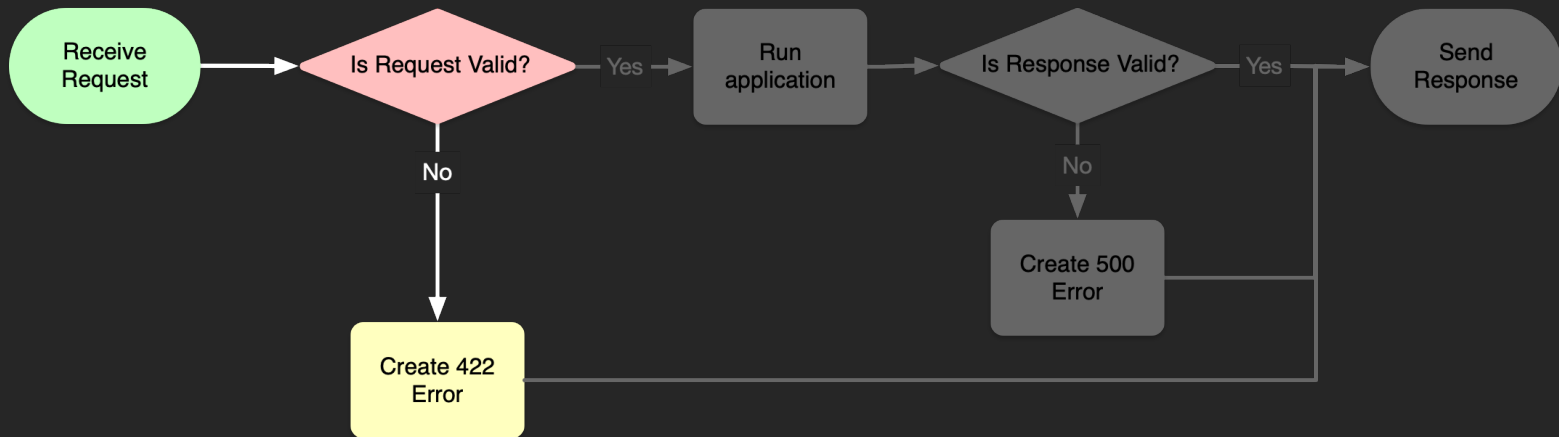 Receive
Request
Is Request Valid?
Yes
Run
application
Is Response Valid?
Yes
Send
Response
No
No
Create 500
Error
Create 422
Error